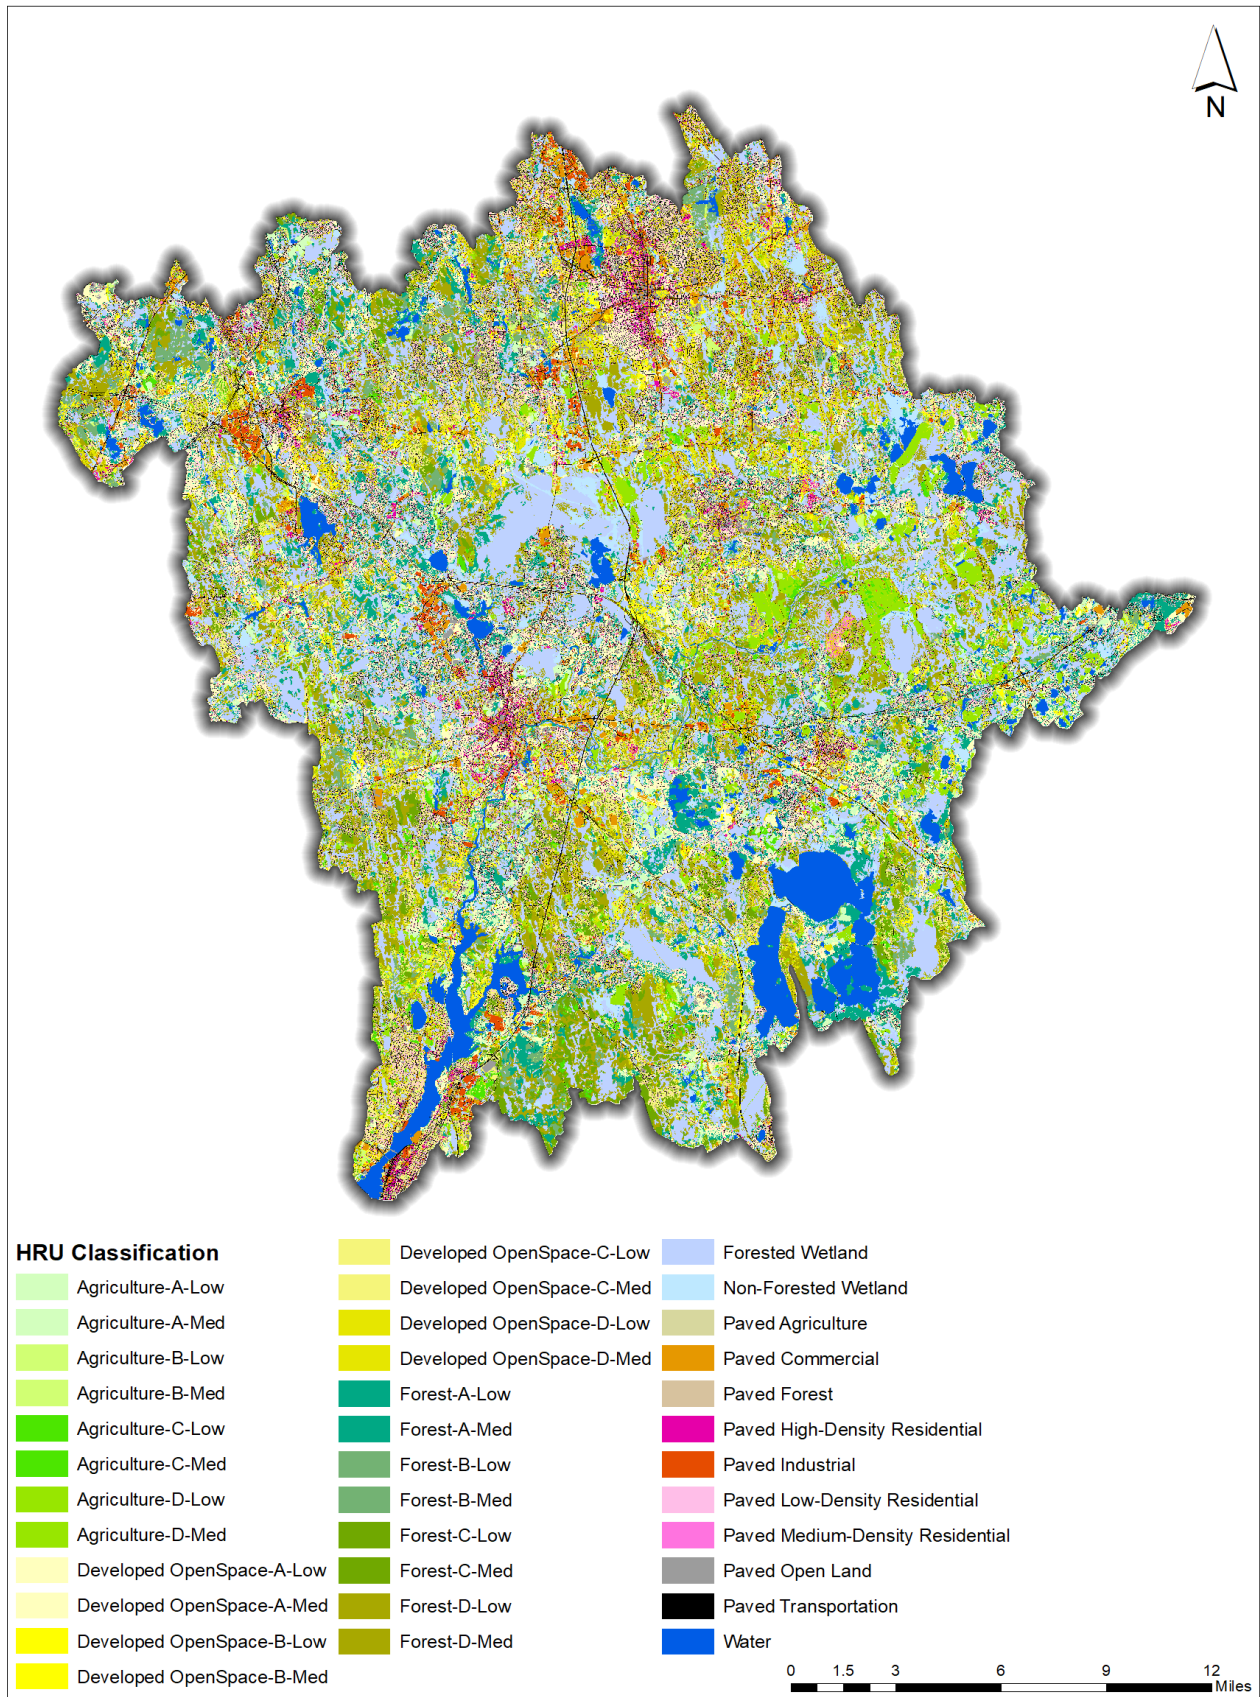 N
HRU Classification
Agriculture-A-Low
Agriculture-A-Med
Agriculture-B-Low
Agriculture-B-Med
Agriculture-C-Low
Agriculture-C-Med
Agriculture-D-Low
Agriculture-D-Med
Developed OpenSpace-A-Low
Developed OpenSpace-A-Med
Developed OpenSpace-B-Low
Developed OpenSpace-B-Med
Developed OpenSpace-C-Low
Developed OpenSpace-C-Med
Developed OpenSpace-D-Low
Developed OpenSpace-D-Med
Forest-A-Low
Forest-A-Med
Forest-B-Low
Forest-B-Med
Forest-C-Low
Forest-C-Med
Forest-D-Low
Forest-D-Med
Forested Wetland
Non-Forested Wetland
Paved Agriculture
Paved Commercial
Paved Forest
Paved High-Density Residential
Paved Industrial
Paved Low-Density Residential
Paved Medium-Density Residential
Paved Open Land
Paved Transportation
Water
0 1.5 3 6 9 12
Miles